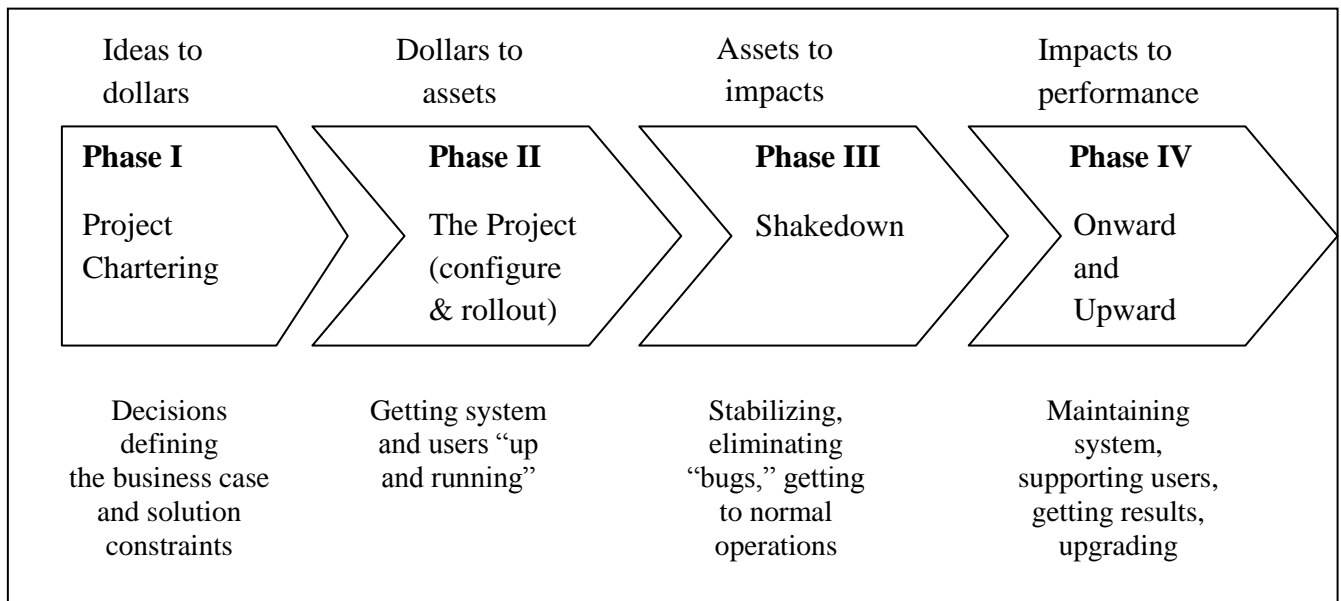 Ideas to
dollars
Dollars to
assets
Assets to
impacts
Impacts to
performance
Phase I
Project
Chartering
Phase II
The Project
(configure
& rollout)
Phase III
Shakedown
Phase IV
Onward
and
Upward
Decisions
defining
the business case
and solution
constraints
Getting system
and users “up
and running”
Stabilizing,
eliminating
“bugs,” getting
to normal
operations
Maintaining
system,
supporting users,
getting results,
upgrading